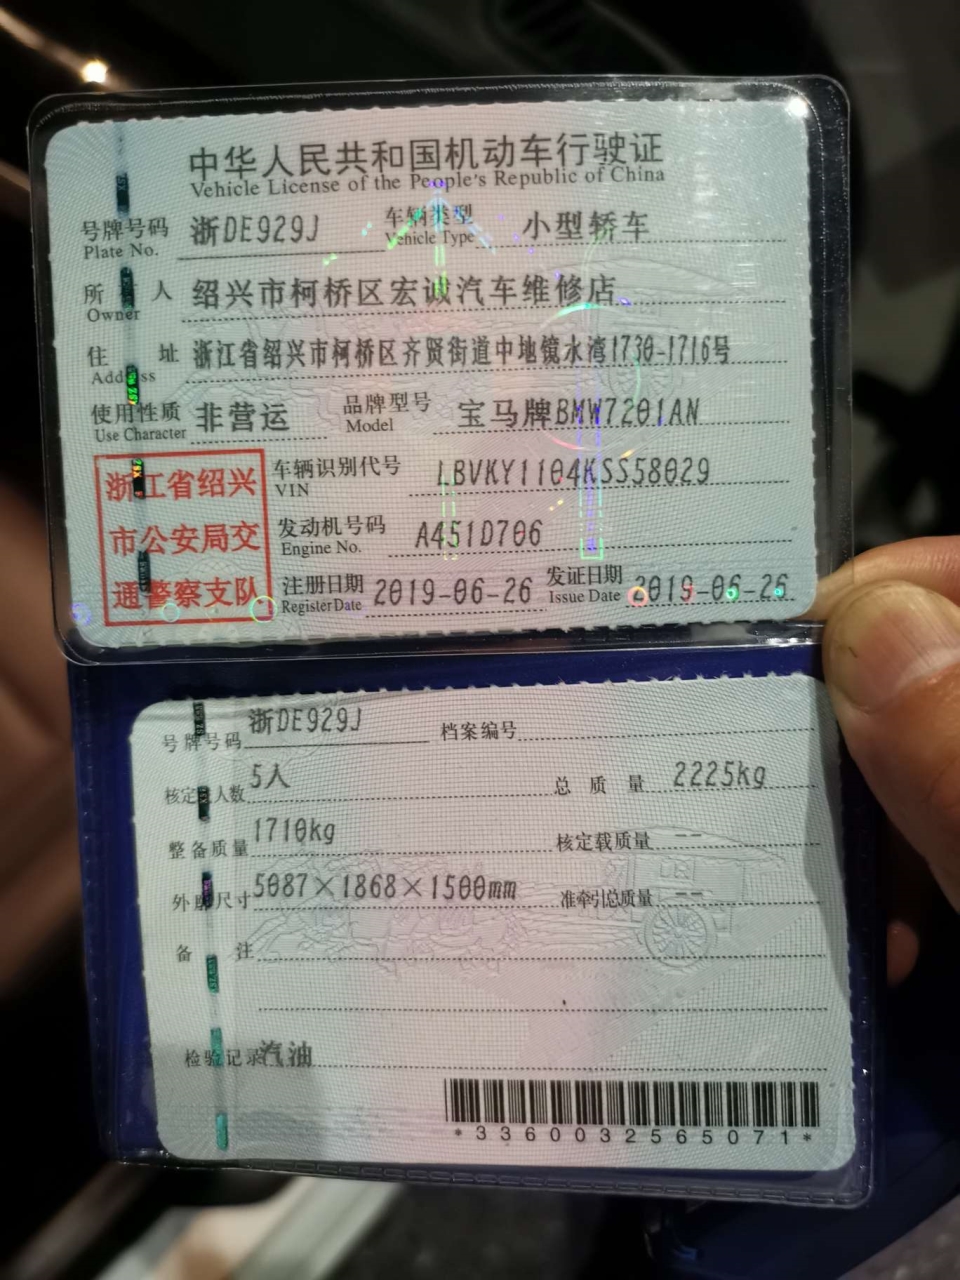 中华人民共和国机动车行驶证
Vehicle License of the People's Republic of China
号牌号码 浙DE929J 车辆类型 小型轿车
Plate No. Vehicle Type
所有人 绍兴市柯桥区宏诚汽车维修店
Owner
住址 浙江省绍兴市柯桥区齐贤街道中地镜水湾1730-1716号
Address
使用性质 非营运 品牌型号 宝马牌BMW7201AN
Use Character Model
浙江省绍兴
市公安局交
通警察支队
车辆识别代号 LBVKY1104KSS58029
VIN
发动机号码 A451D706
Engine No.
注册日期 2019-06-26 发证日期 2019-06-26
Register Date Issue Date
号牌号码 浙DE929J 档案编号
核定载人数 5人 总质量 2225kg
整备质量 1710kg 核定载质量 --
外廓尺寸 5087×1868×1500mm 准牵引总质量 --
备注
检验记录 汽油
*3360032565071*